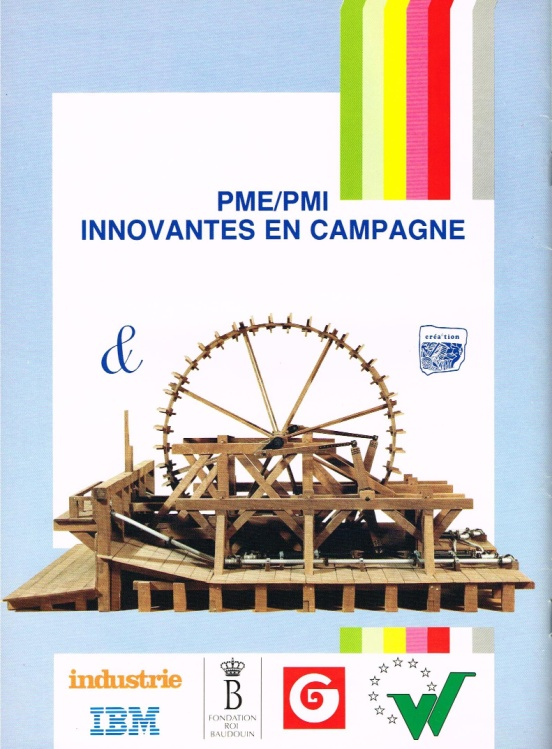 PME/PMI
INNOVANTES EN CAMPAGNE
&
créa'tion
industrie
IBM
B
FONDATION
ROI
BAUDOUIN
G
W